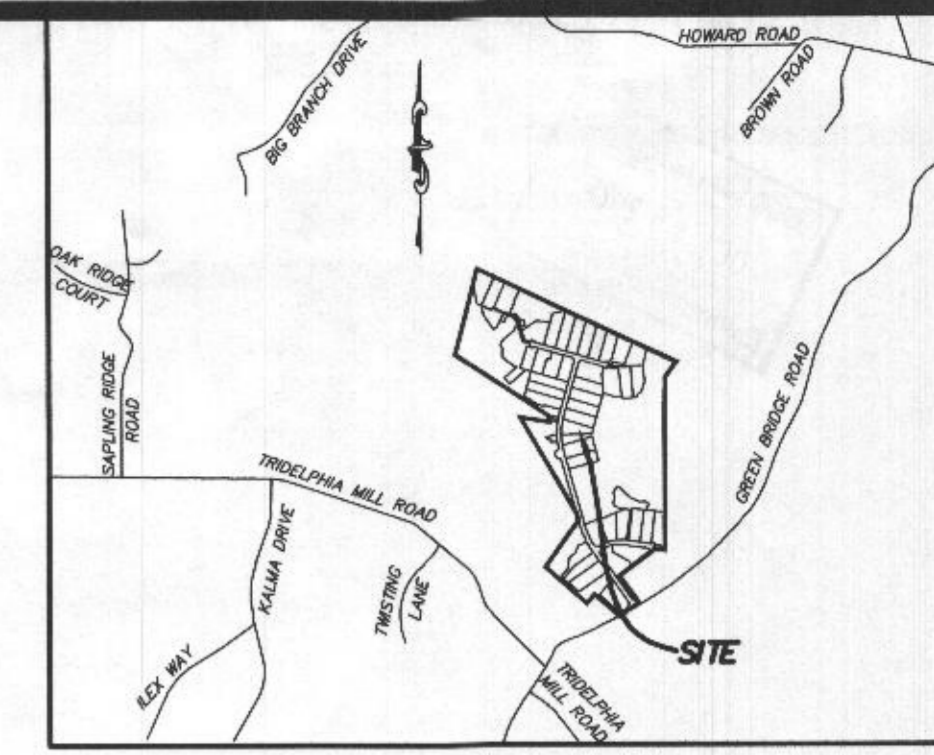 HOWARD ROAD
BIG BRANCH DRIVE
BROWN ROAD
OAK RIDGE
COURT
SAPLING RIDGE
ROAD
GREEN BRIDGE ROAD
TRIDELPHIA MILL ROAD
KALMA DRIVE
TWISTING
LANE
SITE
ILEX WAY
TRIDELPHIA
MILL ROAD